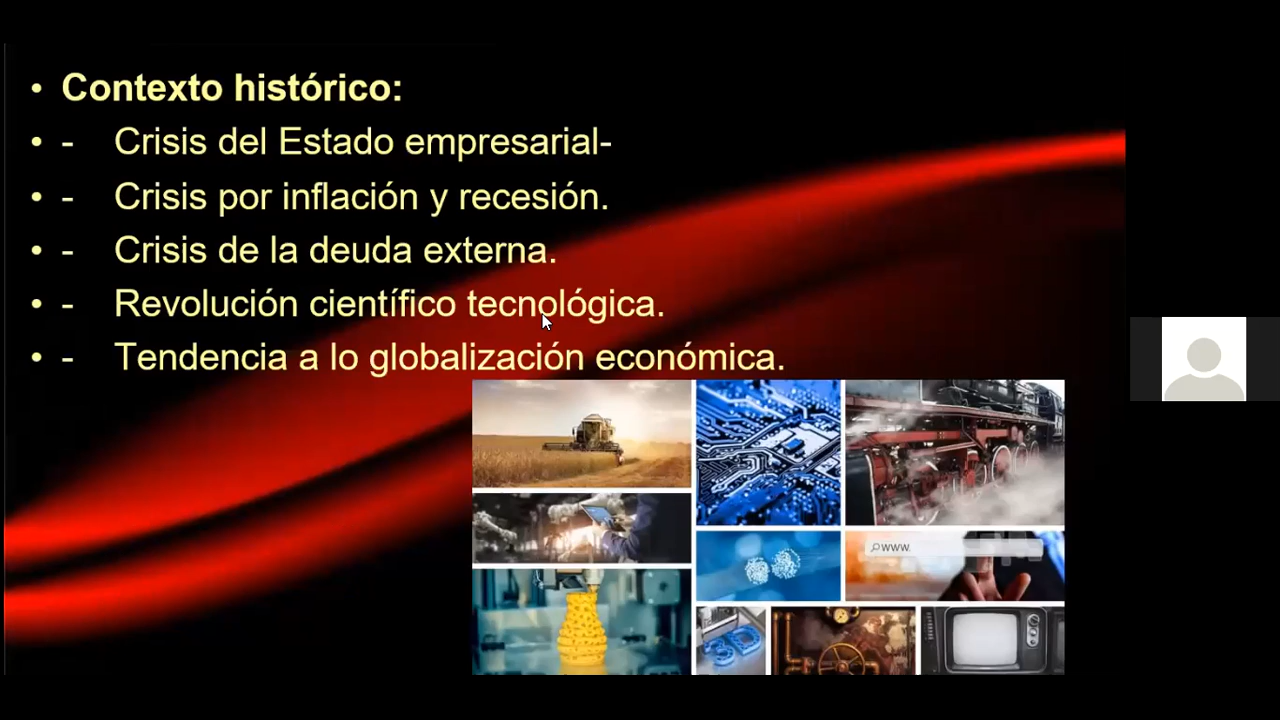 • Contexto histórico:
• - Crisis del Estado empresarial-
• - Crisis por inflación y recesión.
• - Crisis de la deuda externa.
• - Revolución científico tecnológica.
• - Tendencia a lo globalización económica.
www.
3D